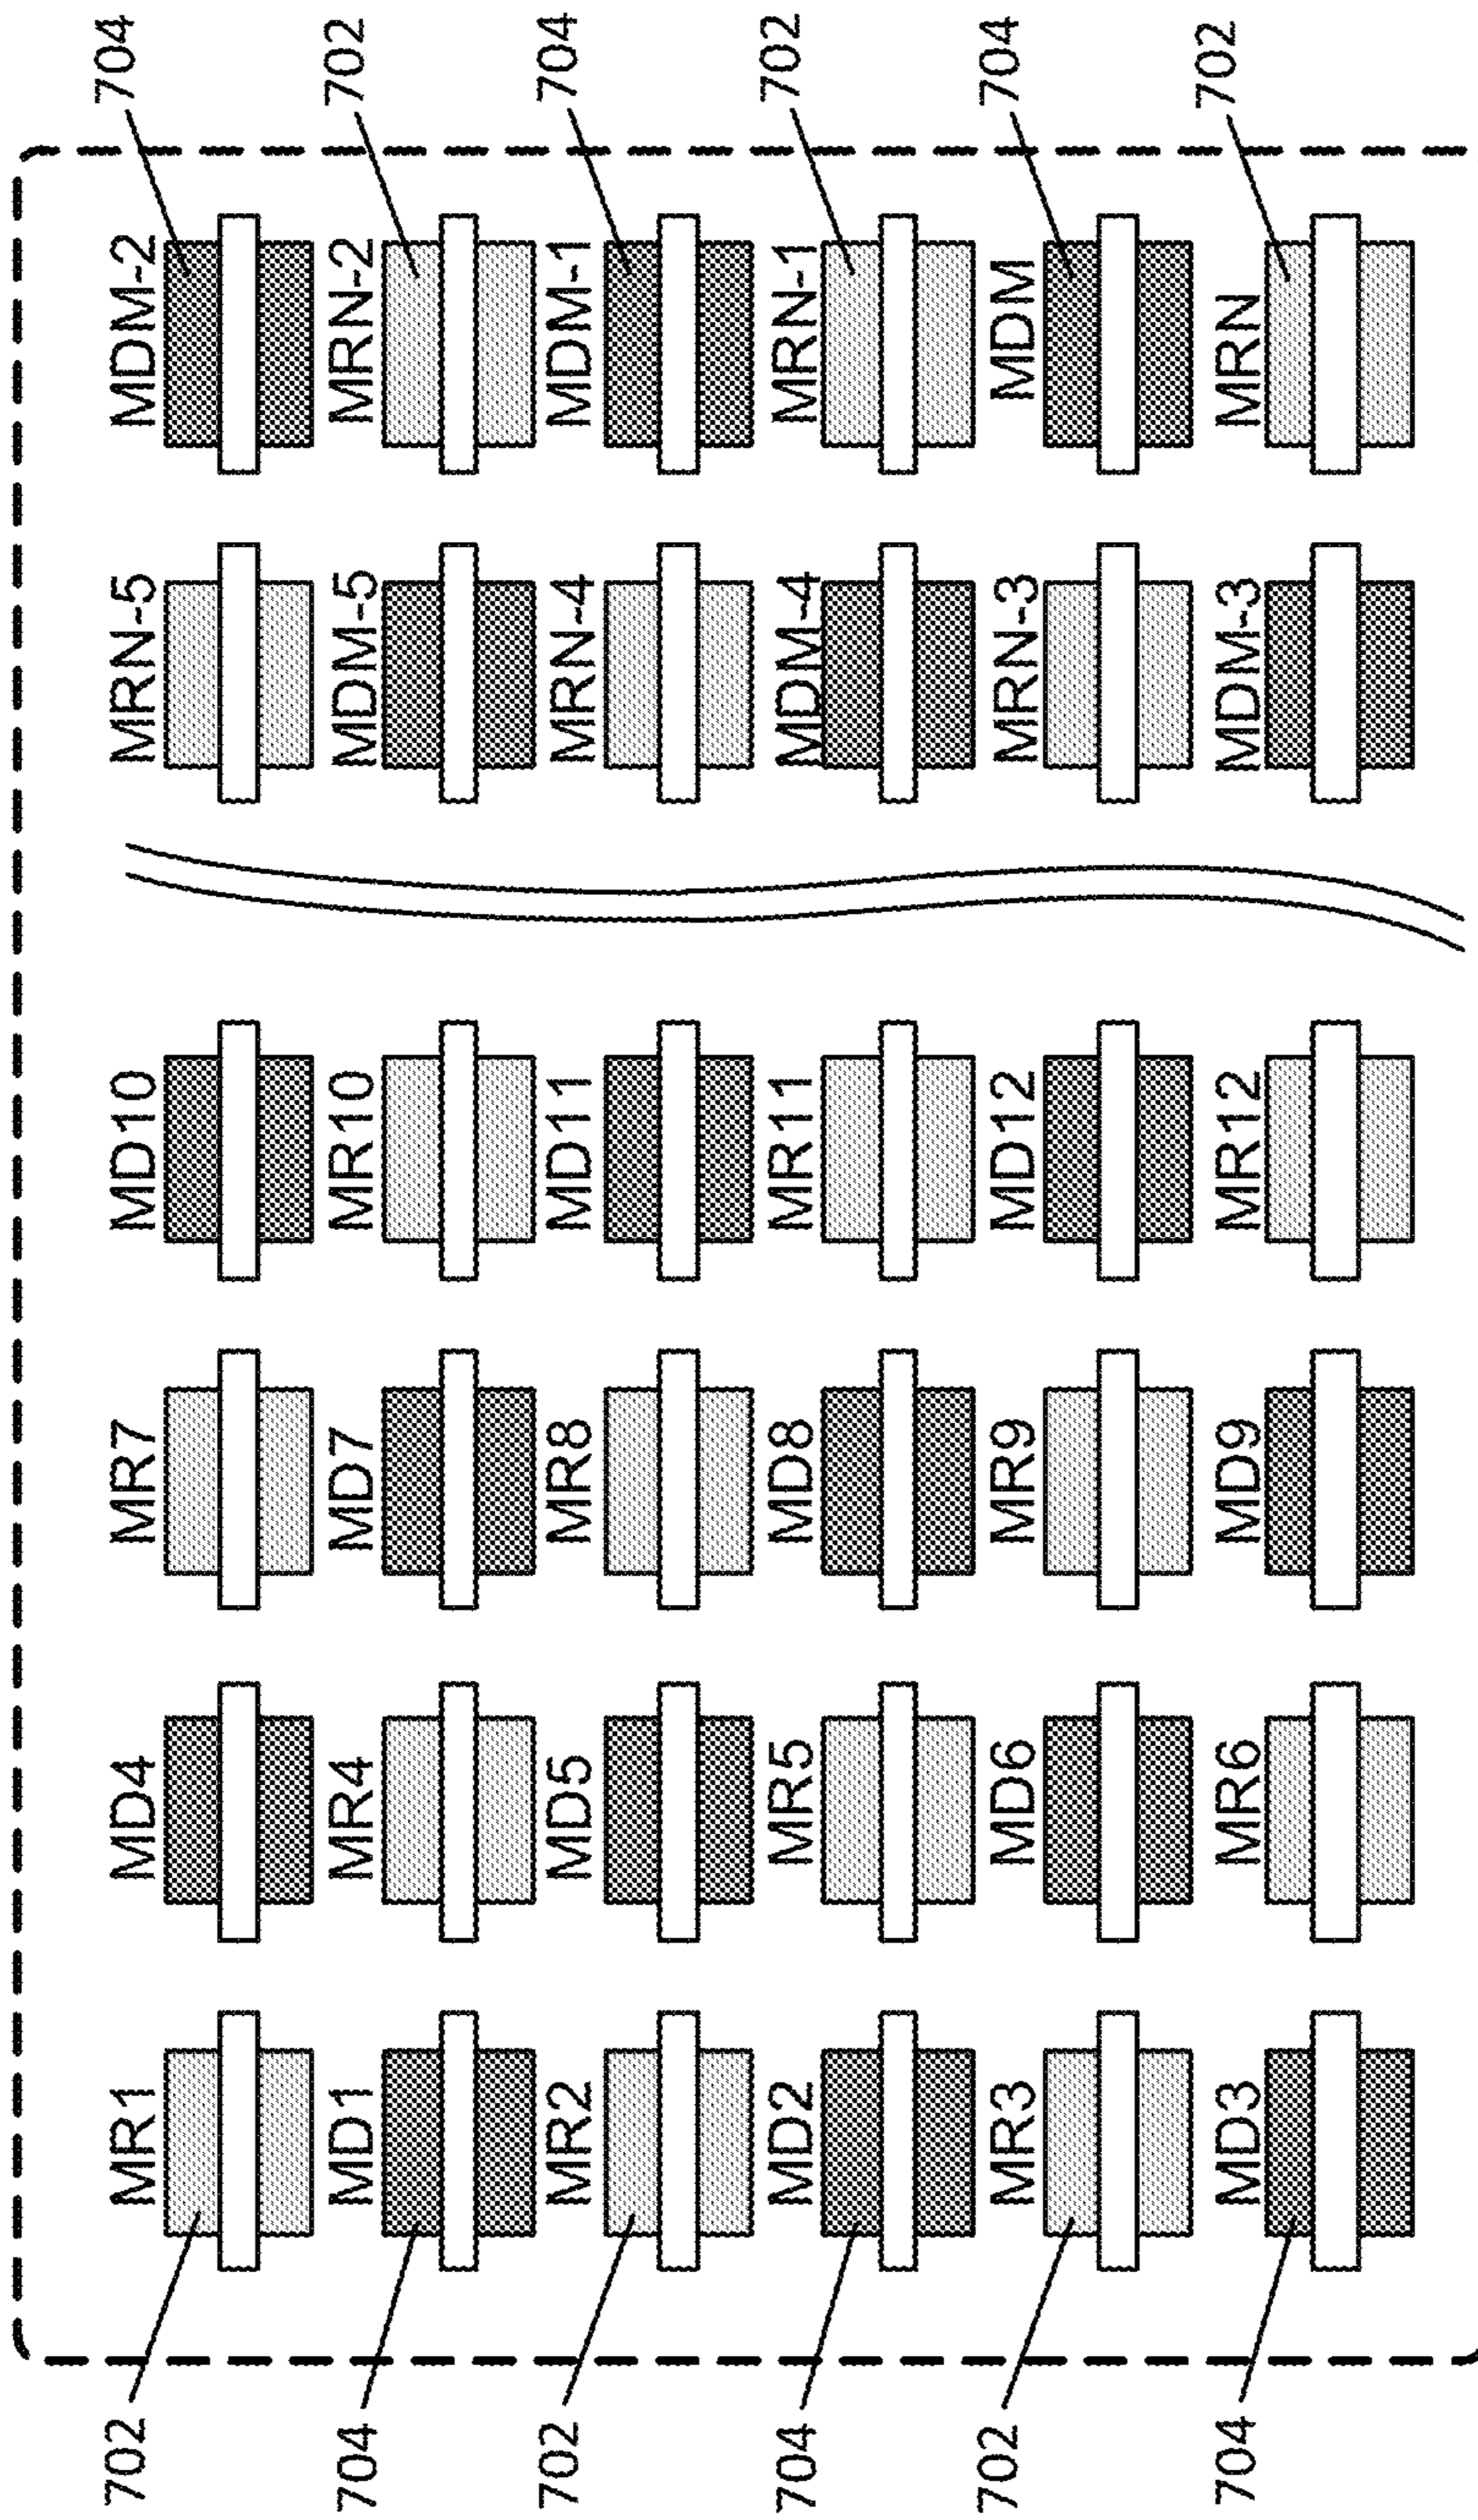 702 MR1 MD4 MR7 MD10 MRN-5 MDM-2 704
704 MD1 MR4 MD7 MR10 MDM-5 MRN-2 702
702 MR2 MD5 MR8 MD11 MRN-4 MDM-1 704
704 MD2 MR5 MD8 MR11 MDM-4 MRN-1 702
702 MR3 MD6 MR9 MD12 MRN-3 MDM 704
704 MD3 MR6 MD9 MR12 MDM-3 MRN 702